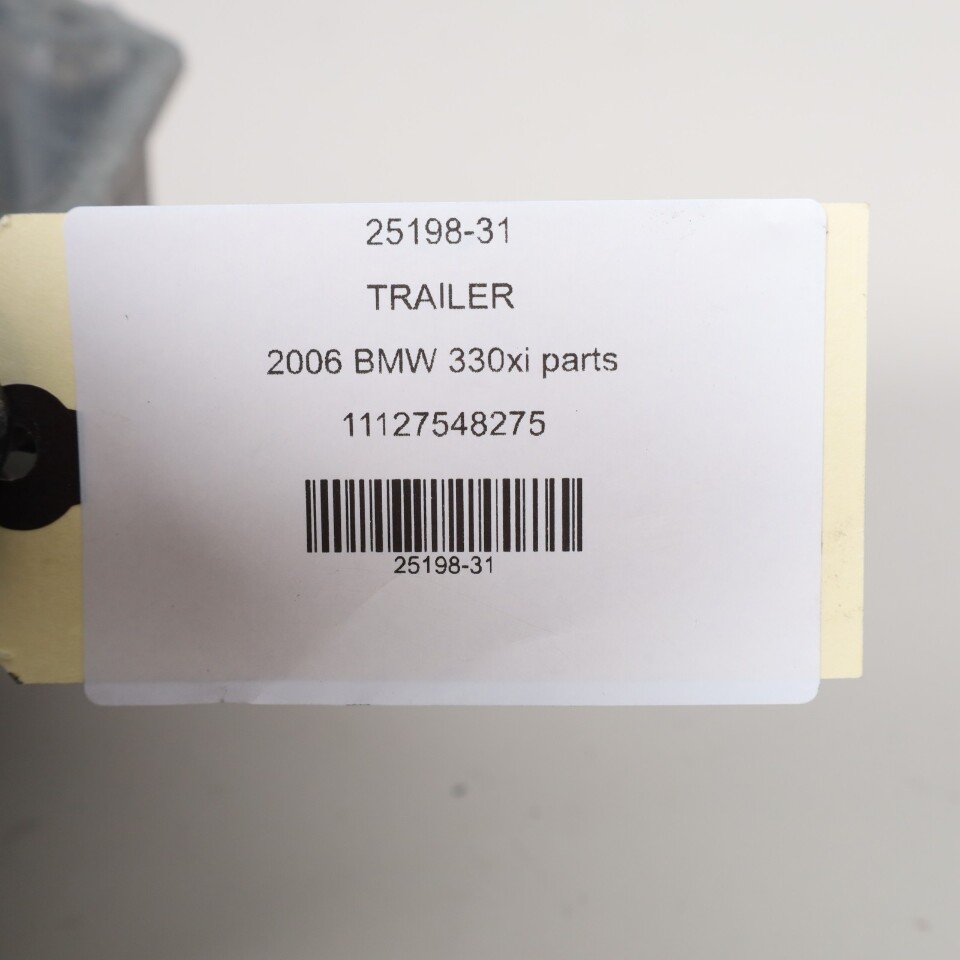 25198-31
TRAILER
2006 BMW 330xi parts
11127548275
25198-31